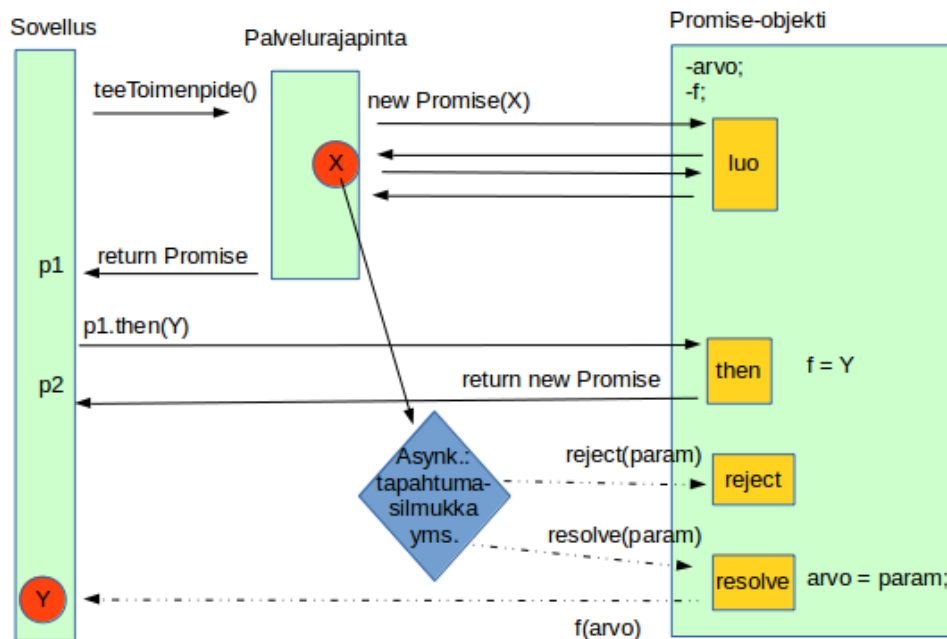 Sovellus
Palvelurajapinta
Promise-objekti
-arvo;
-f;
teeToimenpide()
new Promise(X)
luo
X
return Promise
p1
p1.then(Y)
then
f = Y
p2
return new Promise
Asynk.:
tapahtuma-
silmukka
yms.
reject(param)
reject
resolve(param)
resolve
arvo = param;
Y
f(arvo)